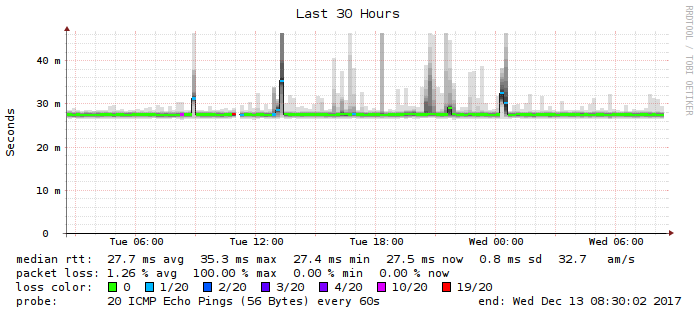 Last 30 Hours
RRDTOOL / TOBI OETIKER
Seconds
40 m
30 m
20 m
10 m
0
Tue 06:00 Tue 12:00 Tue 18:00 Wed 00:00 Wed 06:00
median rtt: 27.7 ms avg 35.3 ms max 27.4 ms min 27.5 ms now 0.8 ms sd 32.7 am/s
packet loss: 1.26 % avg 100.00 % max 0.00 % min 0.00 % now
loss color: 0 1/20 2/20 3/20 4/20 10/20 19/20
probe: 20 ICMP Echo Pings (56 Bytes) every 60s end: Wed Dec 13 08:30:02 2017